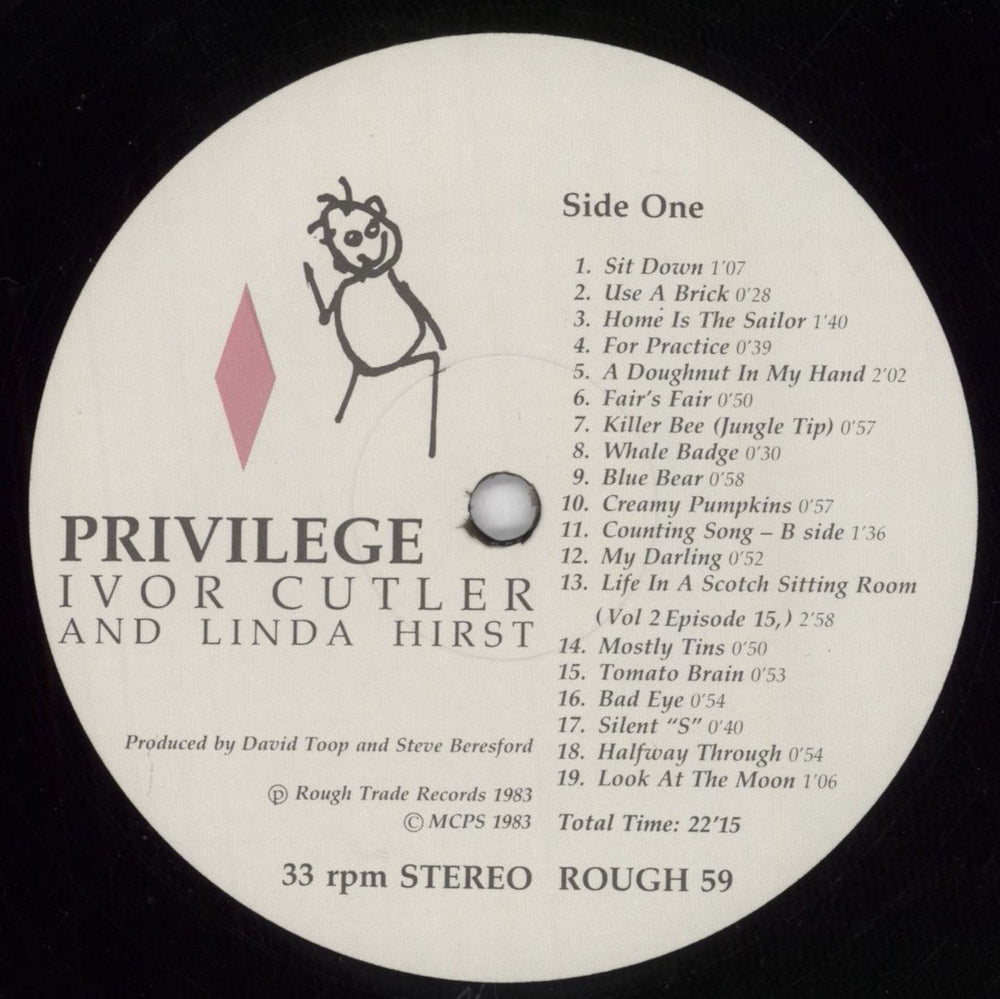 PRIVILEGE
IVOR CUTLER
AND LINDA HIRST
Produced by David Toop and Steve Beresford
Ⓟ Rough Trade Records 1983
© MCPS 1983
33 rpm STEREO
Side One
1. Sit Down 1'07
2. Use A Brick 0'28
3. Home Is The Sailor 1'40
4. For Practice 0'39
5. A Doughnut In My Hand 2'02
6. Fair's Fair 0'50
7. Killer Bee (Jungle Tip) 0'57
8. Whale Badge 0'30
9. Blue Bear 0'58
10. Creamy Pumpkins 0'57
11. Counting Song – B side 1'36
12. My Darling 0'52
13. Life In A Scotch Sitting Room
(Vol 2 Episode 15,) 2'58
14. Mostly Tins 0'50
15. Tomato Brain 0'53
16. Bad Eye 0'54
17. Silent “S” 0'40
18. Halfway Through 0'54
19. Look At The Moon 1'06
Total Time: 22'15
ROUGH 59